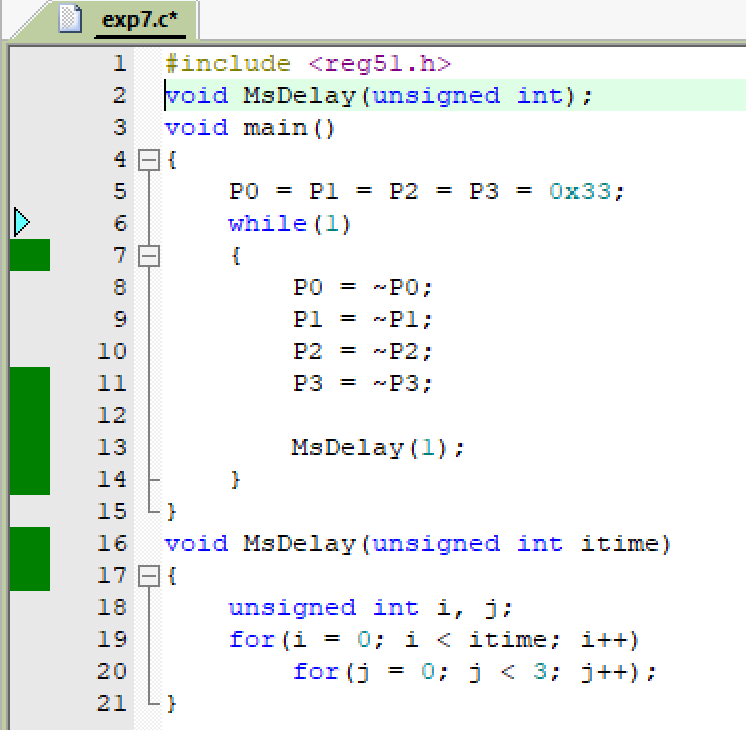 exp7.c*
1 #include <reg51.h>
2 void MsDelay(unsigned int);
3 void main()
4 {
5 P0 = P1 = P2 = P3 = 0x33;
6 while(1)
7 {
8 P0 = ~P0;
9 P1 = ~P1;
10 P2 = ~P2;
11 P3 = ~P3;
12
13 MsDelay(1);
14 }
15 }
16 void MsDelay(unsigned int itime)
17 {
18 unsigned int i, j;
19 for(i = 0; i < itime; i++)
20 for(j = 0; j < 3; j++);
21 }